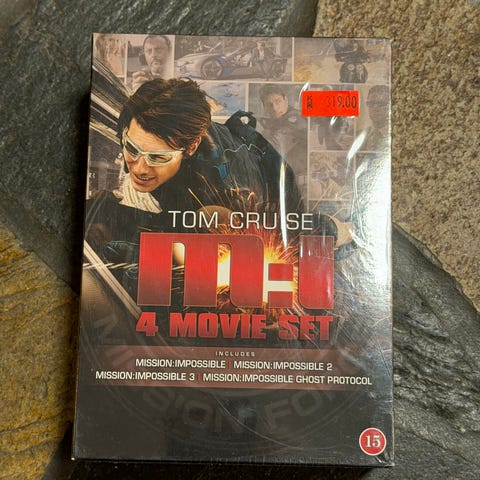 319.00
TOM CRUISE
M:I
4 MOVIE SET
INCLUDES
MISSION:IMPOSSIBLE | MISSION:IMPOSSIBLE 2
MISSION:IMPOSSIBLE 3 | MISSION:IMPOSSIBLE GHOST PROTOCOL
15